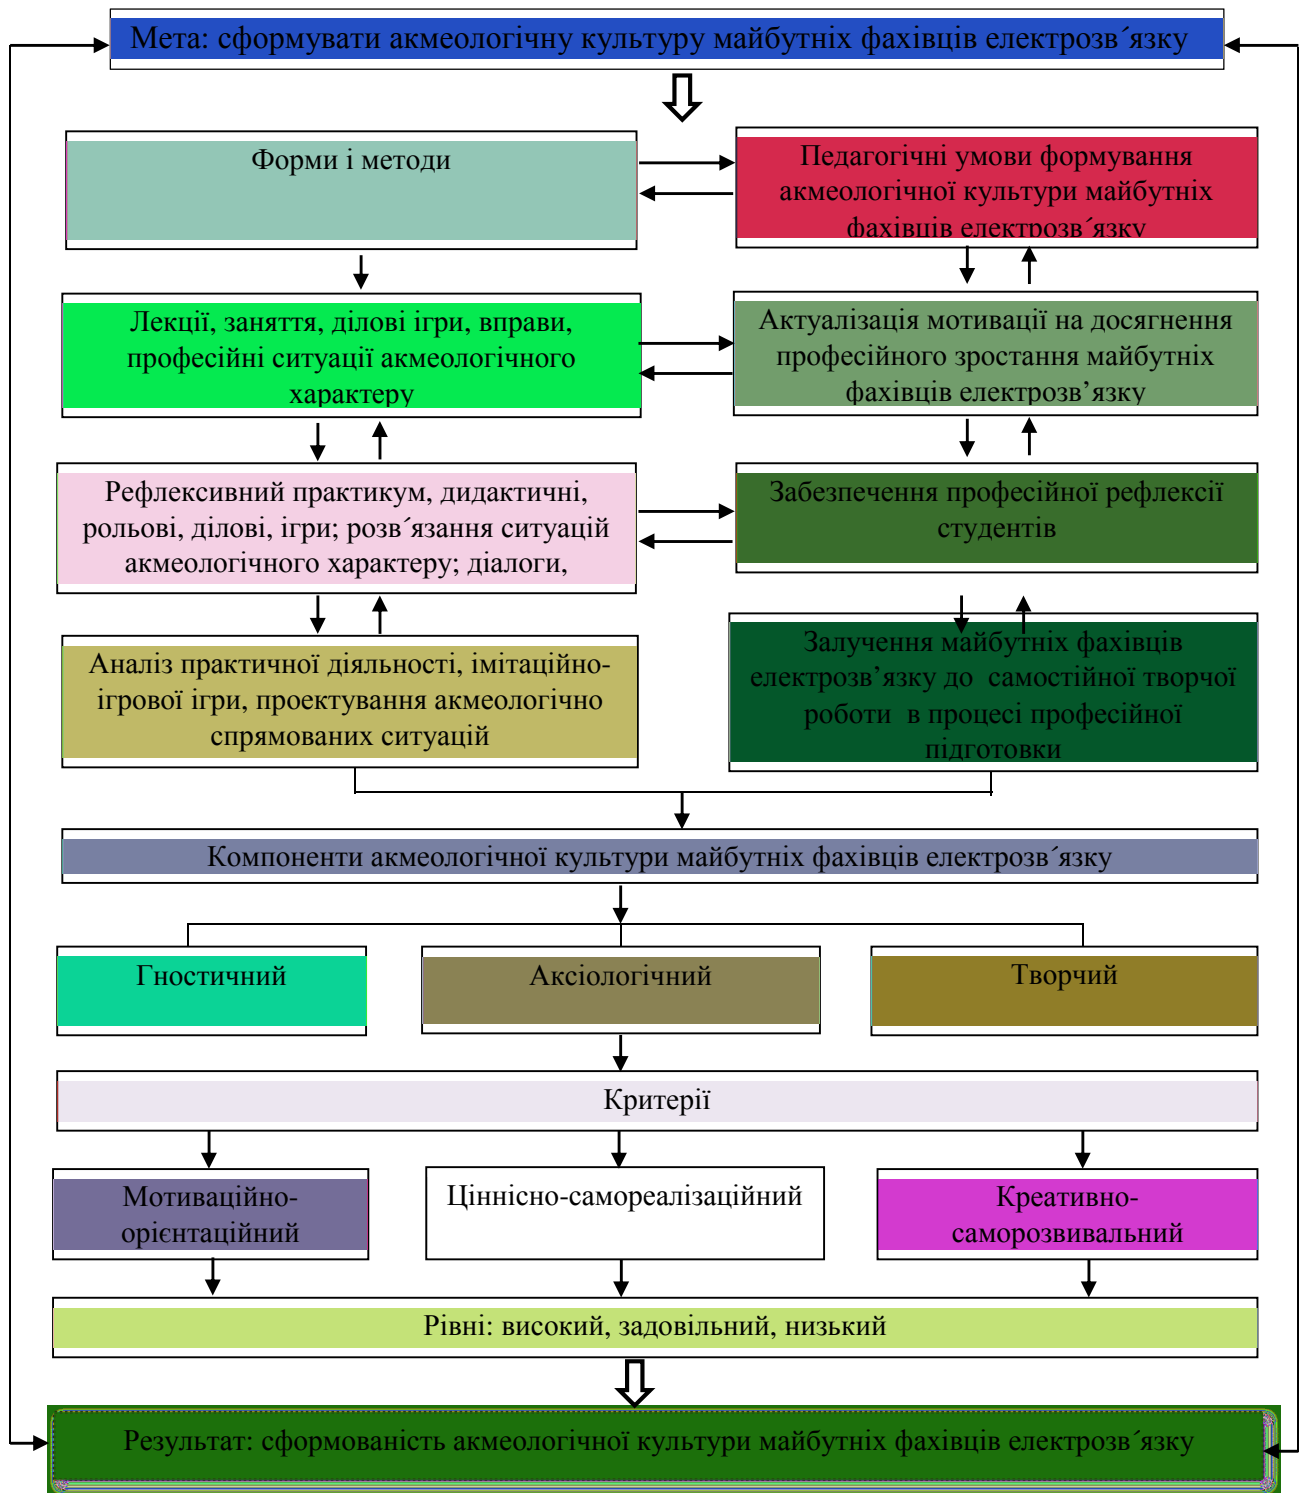 Мета: сформувати акмеологічну культуру майбутніх фахівців електрозв´язку
Форми і методи
Педагогічні умови формування
акмеологічної культури майбутніх
фахівців електрозв´язку
Лекції, заняття, ділові ігри, вправи,
професійні ситуації акмеологічного
характеру
Актуалізація мотивації на досягнення
професійного зростання майбутніх
фахівців електрозв’язку
Рефлексивний практикум, дидактичні,
рольові, ділові, ігри; розв´язання ситуацій
акмеологічного характеру; діалоги,
Забезпечення професійної рефлексії
студентів
Аналіз практичної діяльності, імітаційно-
ігрової ігри, проектування акмеологічно
спрямованих ситуацій
Залучення майбутніх фахівців
електрозв’язку до самостійної творчої
роботи в процесі професійної
підготовки
Компоненти акмеологічної культури майбутніх фахівців електрозв´язку
Гностичний
Аксіологічний
Творчий
Критерії
Мотиваційно-
орієнтаційний
Ціннісно-самореалізаційний
Креативно-
саморозвивальний
Рівні: високий, задовільний, низький
Результат: сформованість акмеологічної культури майбутніх фахівців електрозв´язку